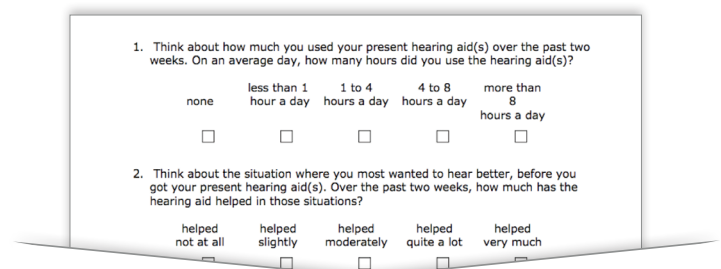 1. Think about how much you used your present hearing aid(s) over the past two
weeks. On an average day, how many hours did you use the hearing aid(s)?
none
less than 1
hour a day
1 to 4
hours a day
4 to 8
hours a day
more than
8
hours a day
2. Think about the situation where you most wanted to hear better, before you
got your present hearing aid(s). Over the past two weeks, how much has the
hearing aid helped in those situations?
helped
not at all
helped
slightly
helped
moderately
helped
quite a lot
helped
very much